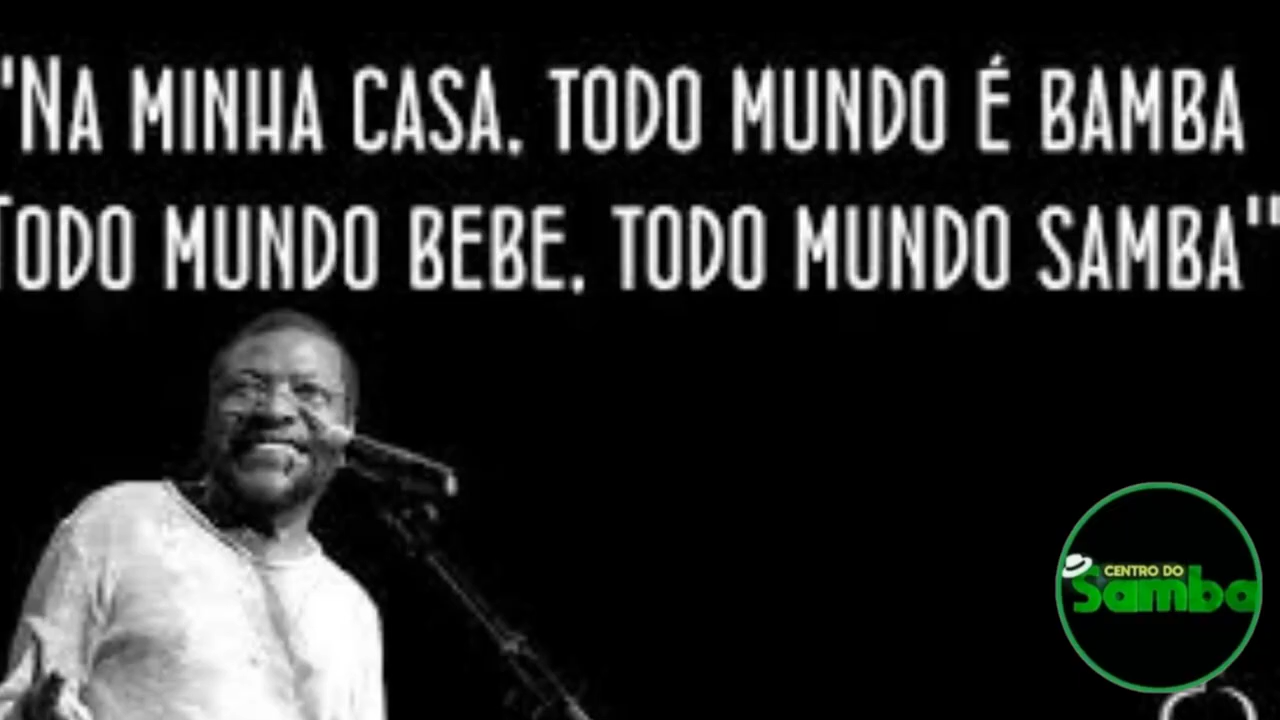 "NA MINHA CASA, TODO MUNDO É BAMBA
TODO MUNDO BEBE, TODO MUNDO SAMBA"
CENTRO DO
Samba